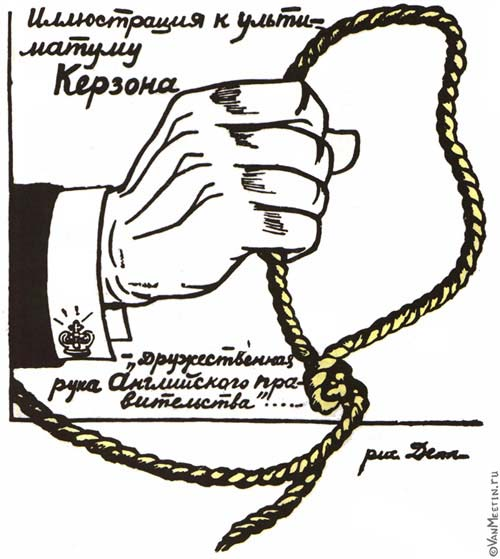 Иллюстрация к ульти-
матуму
Керзона
„Дружественная
рука Английского пра-
вительства"!.....
рис. Дени
©VANMEETIN.RU